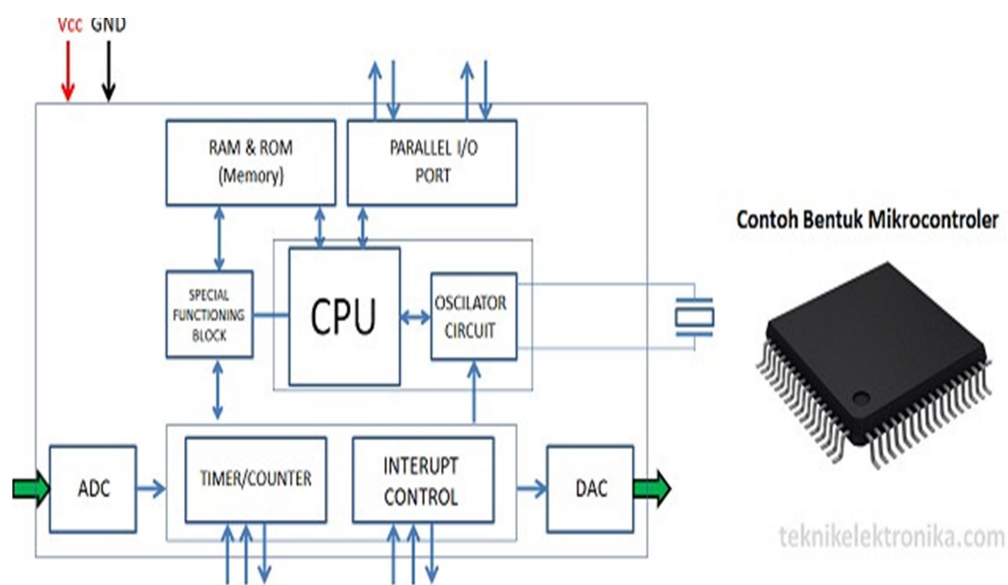 Vcc GND
RAM & ROM
(Memory)
PARALLEL I/O
PORT
SPECIAL
FUNCTIONING
BLOCK
CPU
OSCILATOR
CIRCUIT
ADC
TIMER/COUNTER
INTERUPT
CONTROL
DAC
Contoh Bentuk Mikrocontroler
teknikelektronika.com